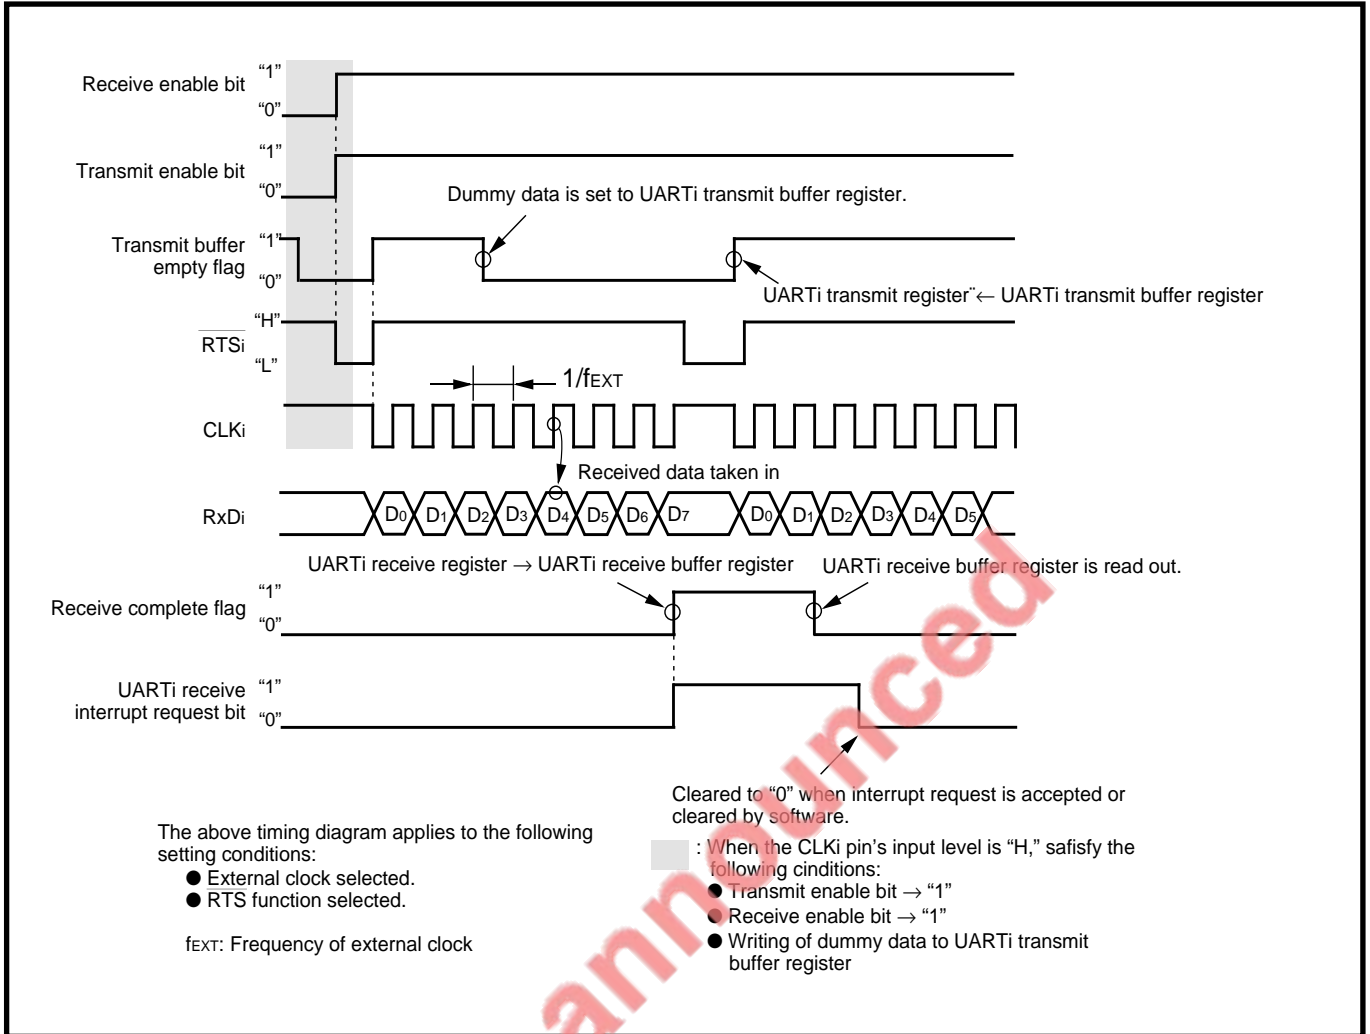 Receive enable bit
“1”
“0”
Transmit enable bit
“1”
“0”
Dummy data is set to UARTi transmit buffer register.
Transmit buffer
empty flag
“1”
“0”
UARTi transmit register¨← UARTi transmit buffer register
RTSi
“H”
“L”
1/fEXT
CLKi
Received data taken in
RxDi
D0 D1 D2 D3 D4 D5 D6 D7 D0 D1 D2 D3 D4 D5
UARTi receive register → UARTi receive buffer register
UARTi receive buffer register is read out.
Receive complete flag
“1”
“0”
UARTi receive
interrupt request bit
“1”
“0”
Cleared to “0” when interrupt request is accepted or
cleared by software.
The above timing diagram applies to the following
setting conditions:
● External clock selected.
● RTS function selected.
fEXT: Frequency of external clock
: When the CLKi pin’s input level is “H,” safisfy the
following cinditions:
● Transmit enable bit → “1”
● Receive enable bit → “1”
● Writing of dummy data to UARTi transmit
buffer register
announced